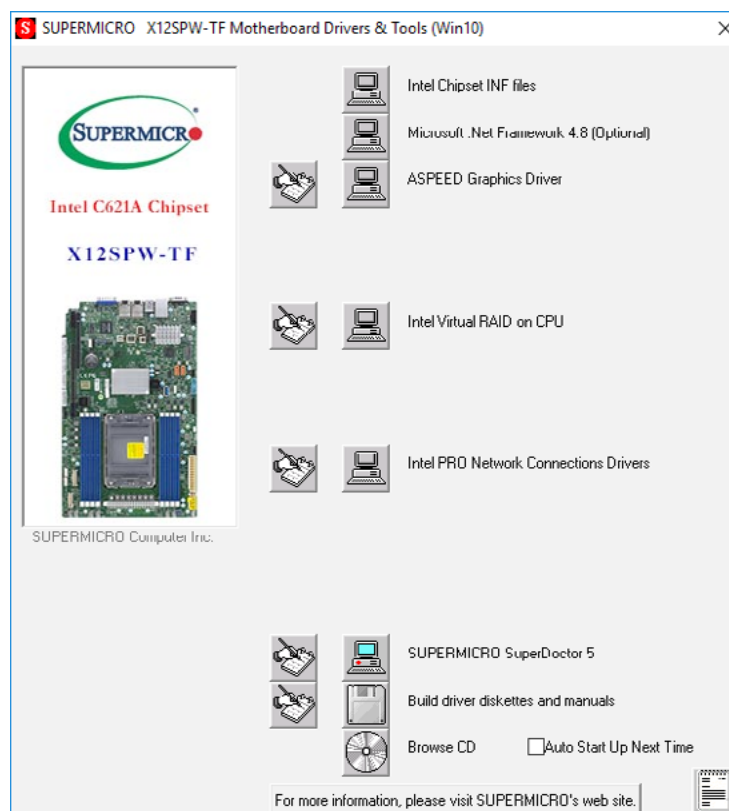 SUPERMICRO X12SPW-TF Motherboard Drivers & Tools (Win10)
SUPERMICRO
Intel C621A Chipset
X12SPW-TF
SUPERMICRO Computer Inc.
Intel Chipset INF files
Microsoft .Net Framework 4.8 (Optional)
ASPEED Graphics Driver
Intel Virtual RAID on CPU
Intel PRO Network Connections Drivers
SUPERMICRO SuperDoctor 5
Build driver diskettes and manuals
Browse CD
Auto Start Up Next Time
For more information, please visit SUPERMICRO's web site.